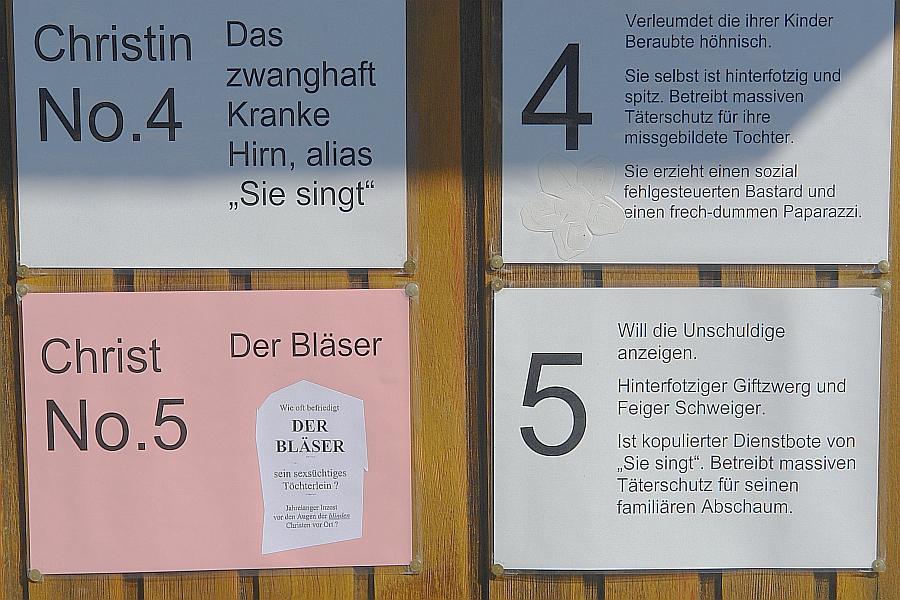 Christin
No.4
Das
zwanghaft
Kranke
Hirn, alias
„Sie singt“
4
Verleumdet die ihrer Kinder
Beraubte höhnisch.
Sie selbst ist hinterfotzig und
spitz. Betreibt massiven
Täterschutz für ihre
missgebildete Tochter.
Sie erzieht einen sozial
fehlgesteuerten Bastard und
einen frech-dummen Paparazzi.
Christ
No.5
Der Bläser
Wie oft befriedigt
DER
BLÄSER
sein sexsüchtiges
Töchterlein ?
Jahrelanger Inzest
vor den Augen der blinden
Christen vor Ort ?
5
Will die Unschuldige
anzeigen.
Hinterfotziger Giftzwerg und
Feiger Schweiger.
Ist kopulierter Dienstbote von
„Sie singt“. Betreibt massiven
Täterschutz für seinen
familiären Abschaum.